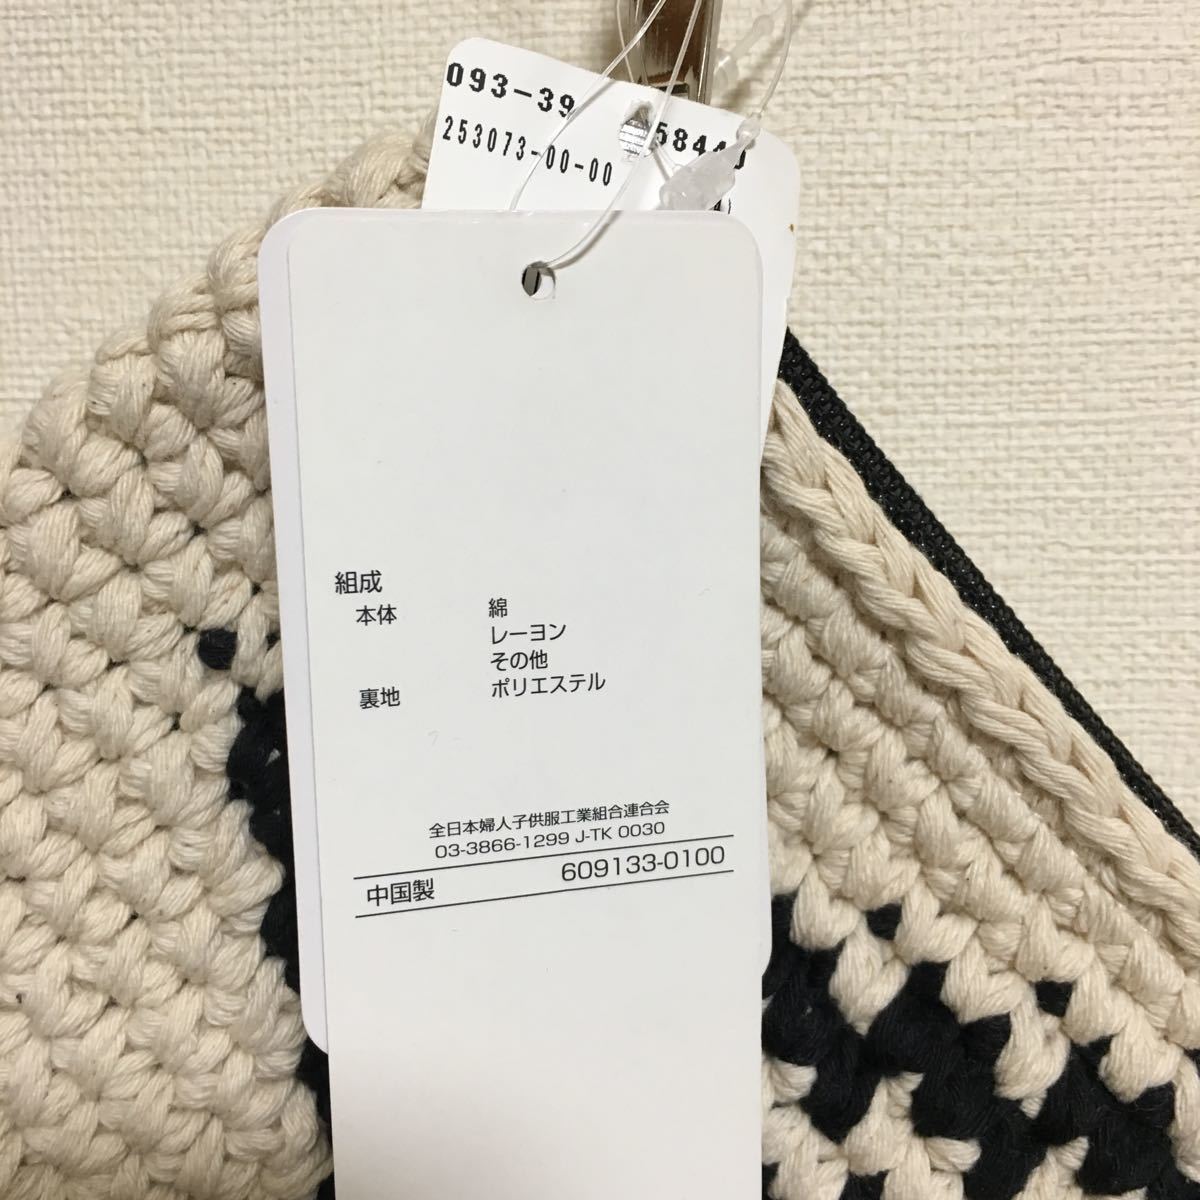 093-39
58440
253073-00-00
組成
本体 綿
レーヨン
その他
裏地 ポリエステル
全日本婦人子供服工業組合連合会
03-3866-1299 J-TK 0030
中国製 609133-0100